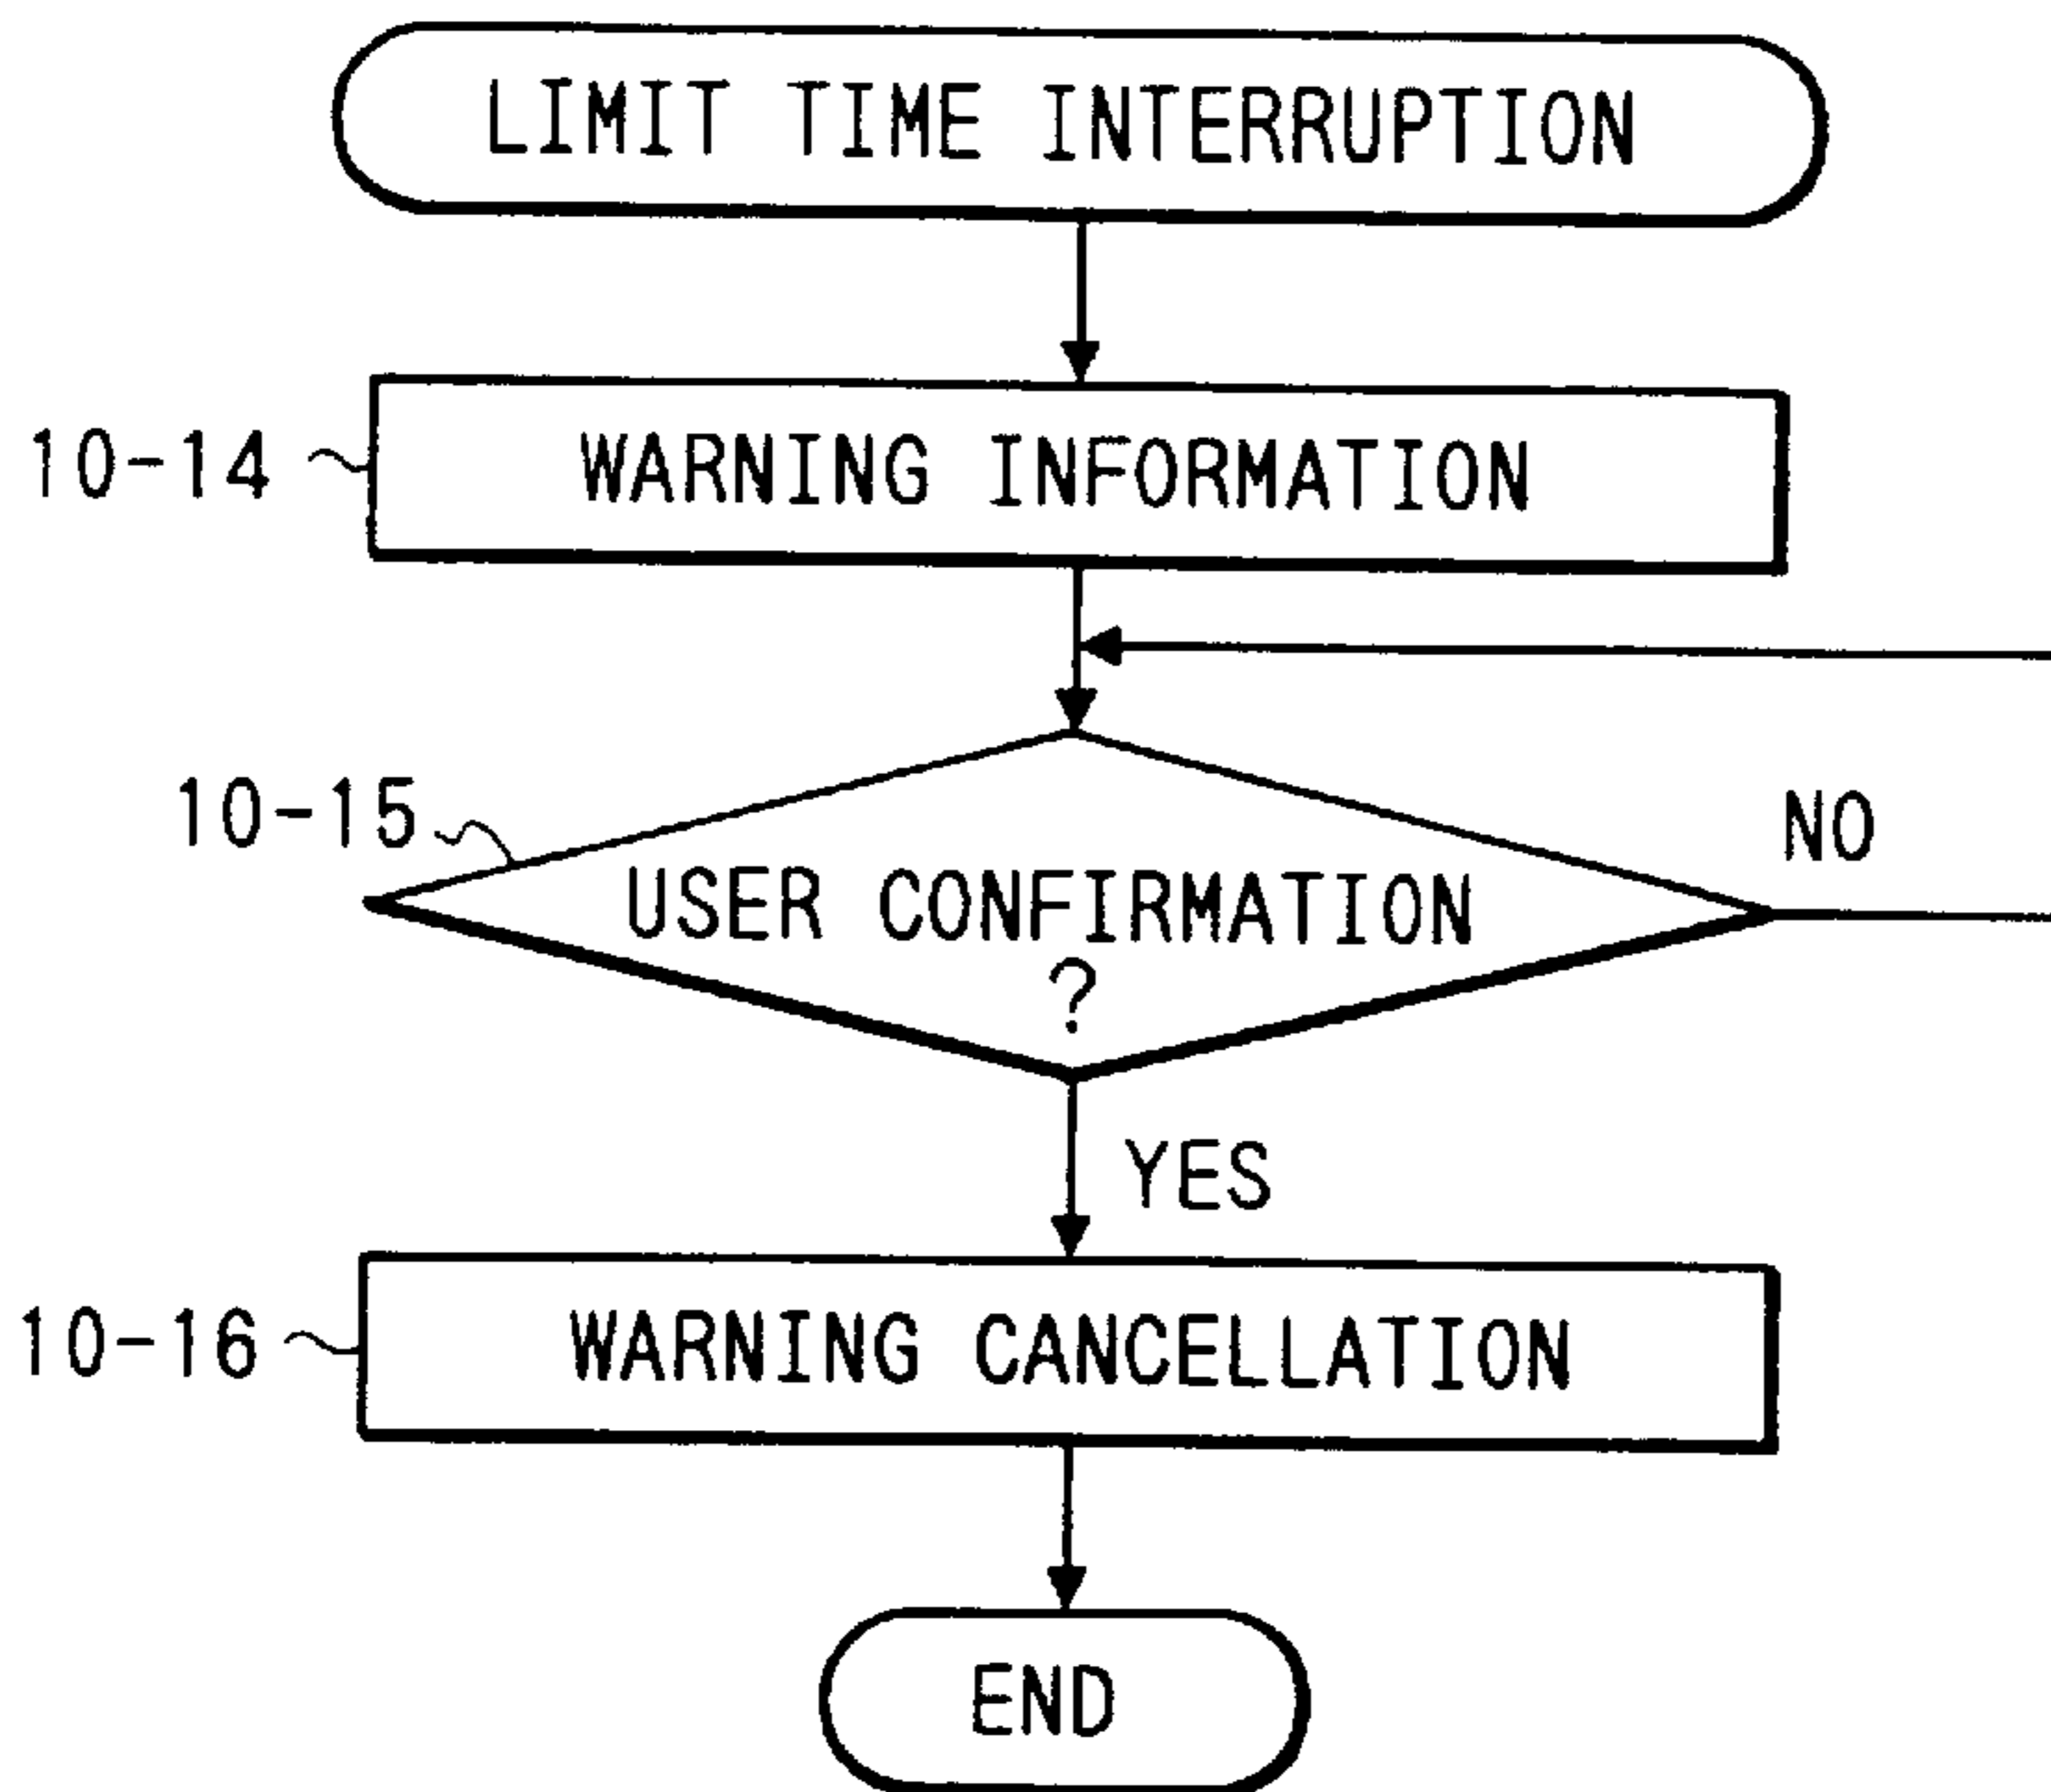 LIMIT TIME INTERRUPTION
10-14
WARNING INFORMATION
10-15
NO
USER CONFIRMATION
?
YES
10-16
WARNING CANCELLATION
END